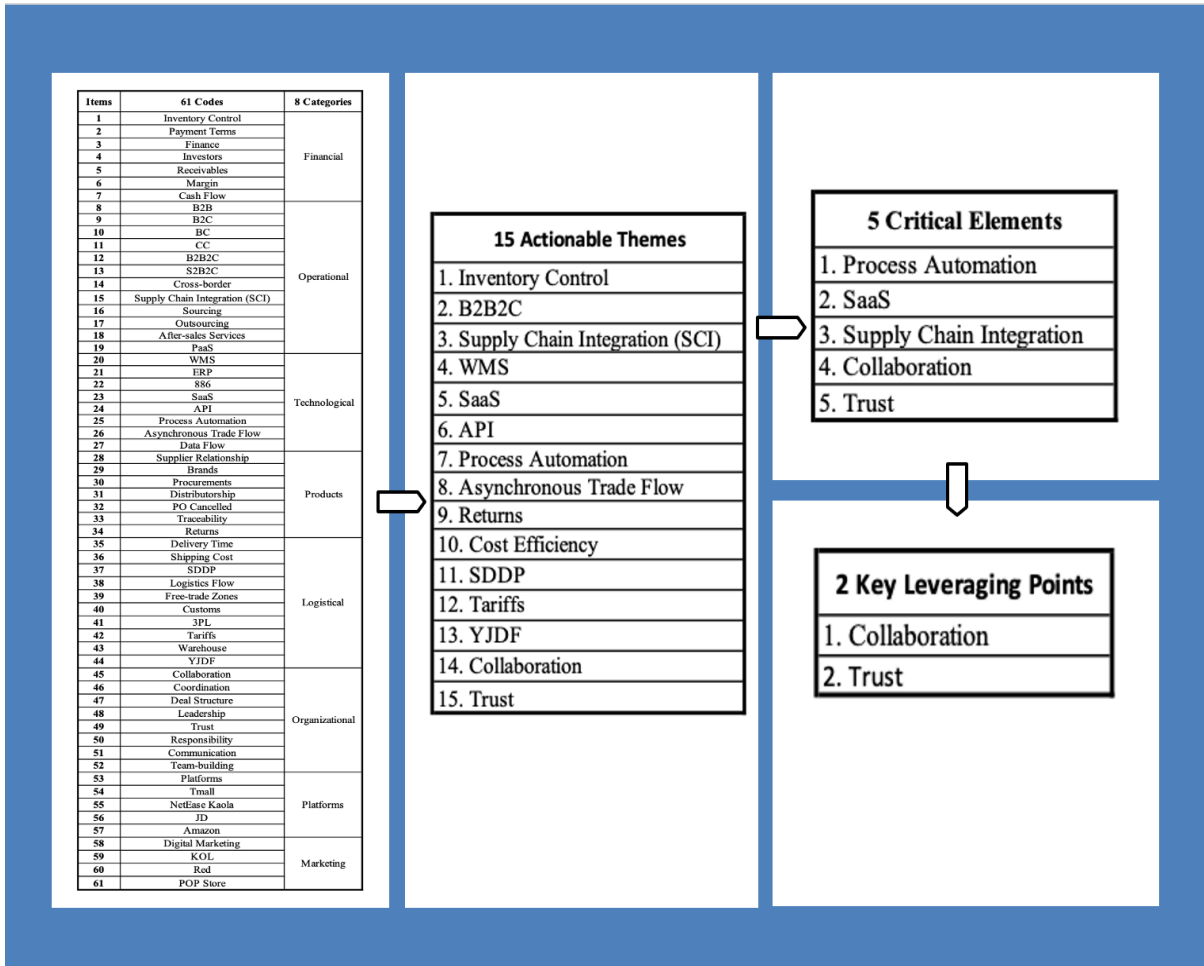 Items 61 Codes 8 Categories
1 Inventory Control
2 Payment Terms
3 Finance
4 Investors Financial
5 Receivables
6 Margin
7 Cash Flow
8 B2B
9 B2C
10 BC
11 CC
12 B2B2C
13 S2B2C Operational
14 Cross-border
15 Supply Chain Integration (SCI)
16 Sourcing
17 Outsourcing
18 After-sales Services
19 PaaS
20 WMS
21 ERP
22 886
23 SaaS Technological
24 API
25 Process Automation
26 Asynchronous Trade Flow
27 Data Flow
28 Supplier Relationship
29 Brands
30 Procurements
31 Distributorship Products
32 PO Cancelled
33 Traceability
34 Returns
35 Delivery Time
36 Shipping Cost
37 SDDP
38 Logistics Flow
39 Free-trade Zones Logistical
40 Customs
41 3PL
42 Tariffs
43 Warehouse
44 YJDF
45 Collaboration
46 Coordination
47 Deal Structure
48 Leadership Organizational
49 Trust
50 Responsibility
51 Communication
52 Team-building
53 Platforms
54 Tmall
55 NetEase Kaola Platforms
56 JD
57 Amazon
58 Digital Marketing
59 KOL Marketing
60 Red
61 POP Store
15 Actionable Themes
1. Inventory Control
2. B2B2C
3. Supply Chain Integration (SCI)
4. WMS
5. SaaS
6. API
7. Process Automation
8. Asynchronous Trade Flow
9. Returns
10. Cost Efficiency
11. SDDP
12. Tariffs
13. YJDF
14. Collaboration
15. Trust
5 Critical Elements
1. Process Automation
2. SaaS
3. Supply Chain Integration
4. Collaboration
5. Trust
2 Key Leveraging Points
1. Collaboration
2. Trust